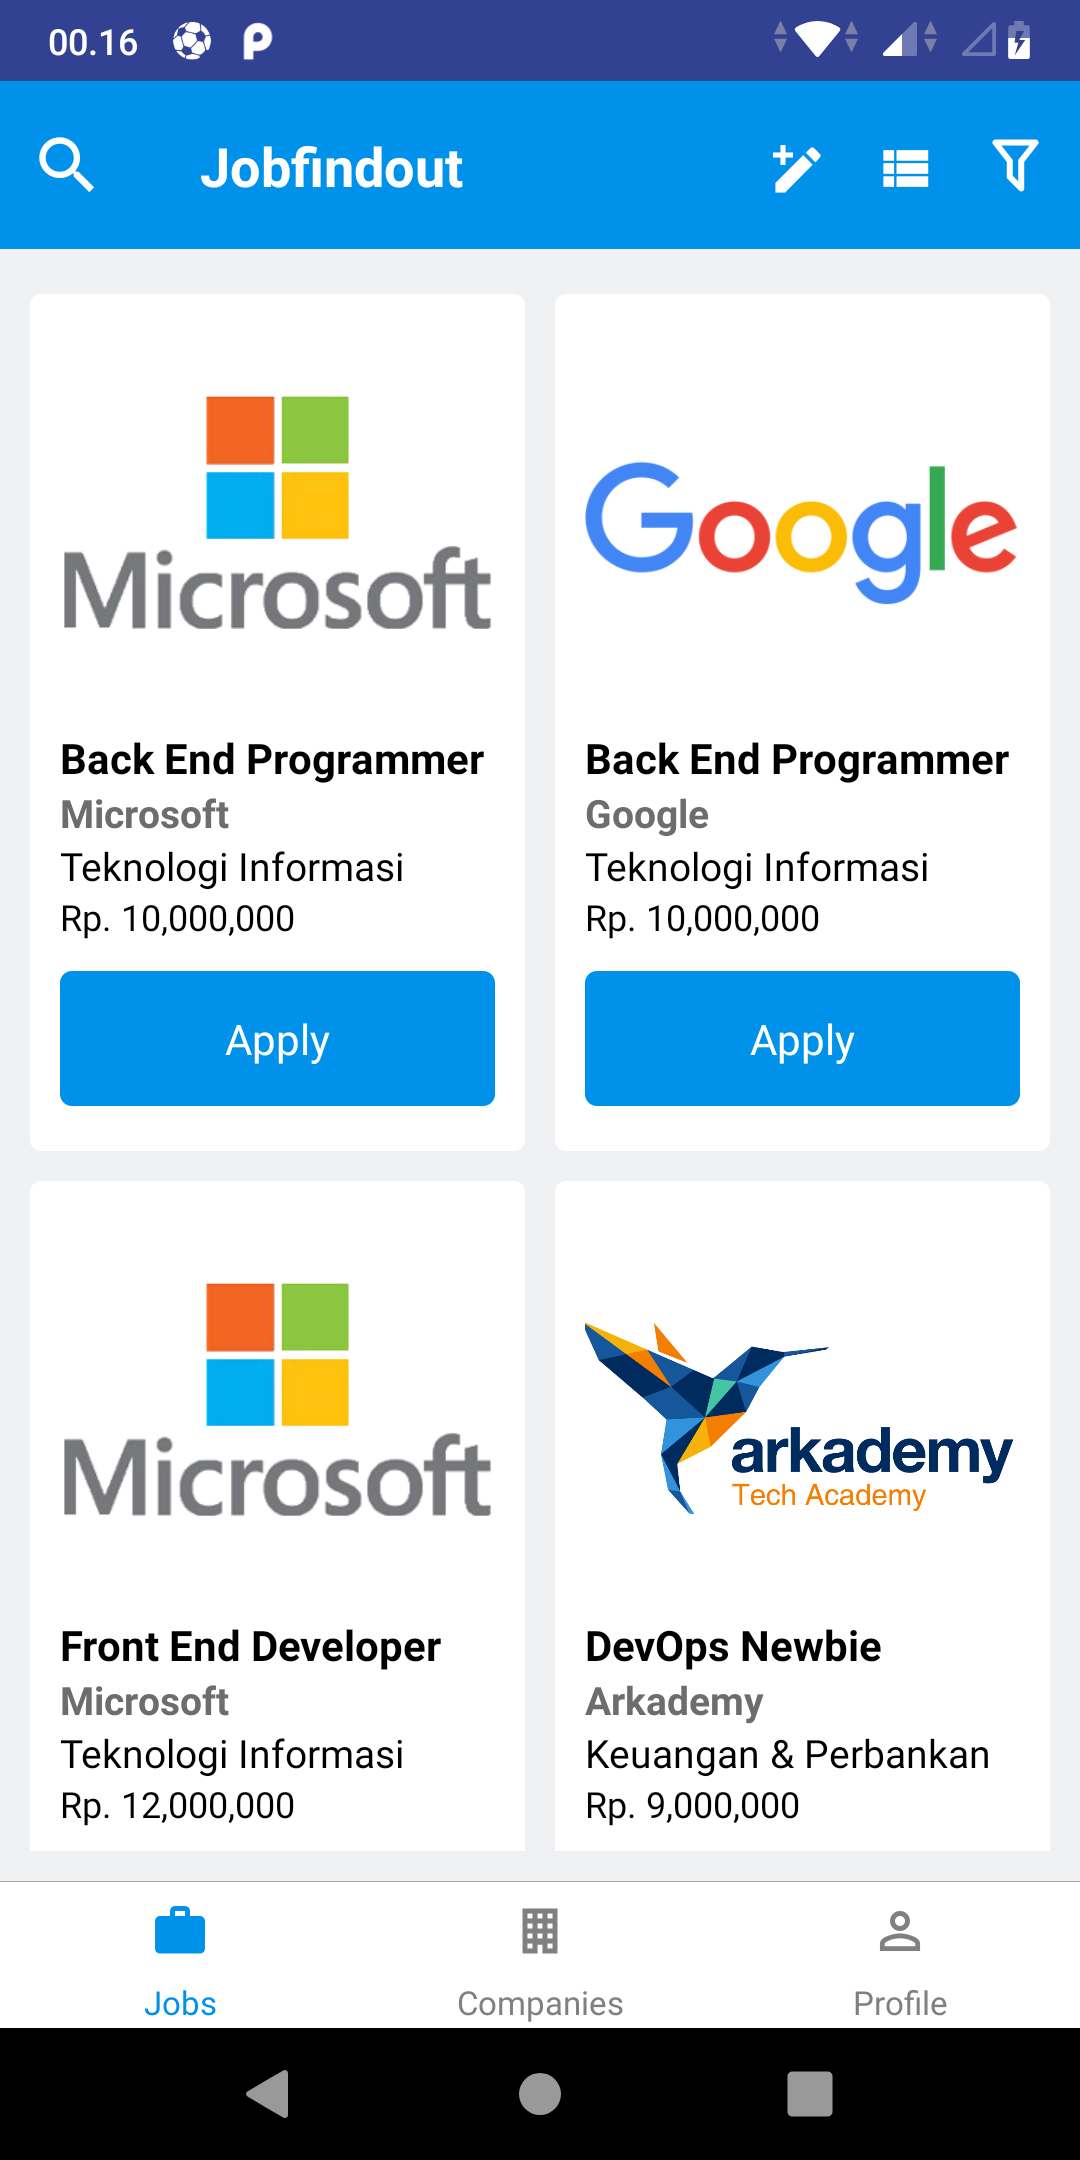 00.16
Jobfindout
Microsoft
Google
Back End Programmer
Microsoft
Teknologi Informasi
Rp. 10,000,000
Apply
Back End Programmer
Google
Teknologi Informasi
Rp. 10,000,000
Apply
Microsoft
arkademy
Tech Academy
Front End Developer
Microsoft
Teknologi Informasi
Rp. 12,000,000
DevOps Newbie
Arkademy
Keuangan & Perbankan
Rp. 9,000,000
Jobs
Companies
Profile